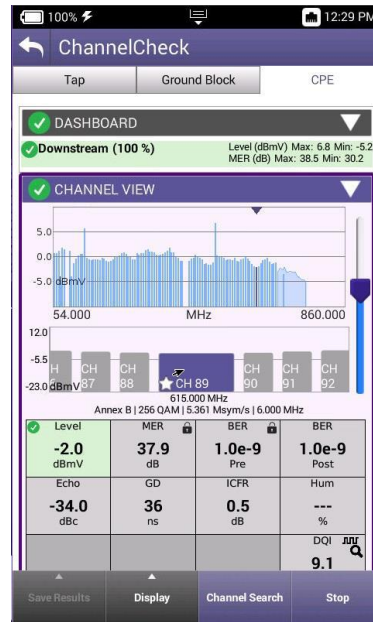 100% 12:29 PM
ChannelCheck
Tap Ground Block CPE
DASHBOARD
Downstream (100 %) Level (dBmV) Max: 6.8 Min: -5.2
MER (dB) Max: 38.5 Min: 30.2
CHANNEL VIEW
5.0
0.0
-5.0 dBmV
54.000 MHz 860.000
12.0
-5.5
H CH CH CH CH CH
d 87 88 CH 89 90 91 92
-23.0 dBmV
615.000 MHz
Annex B | 256 QAM | 5.361 Msym/s | 6.000 MHz
Level MER BER BER
-2.0 37.9 1.0e-9 1.0e-9
dBmV dB Pre Post
Echo GD ICFR Hum
-34.0 36 0.5 ---
dBc ns dB %
DQI
9.1
Save Results Display Channel Search Stop